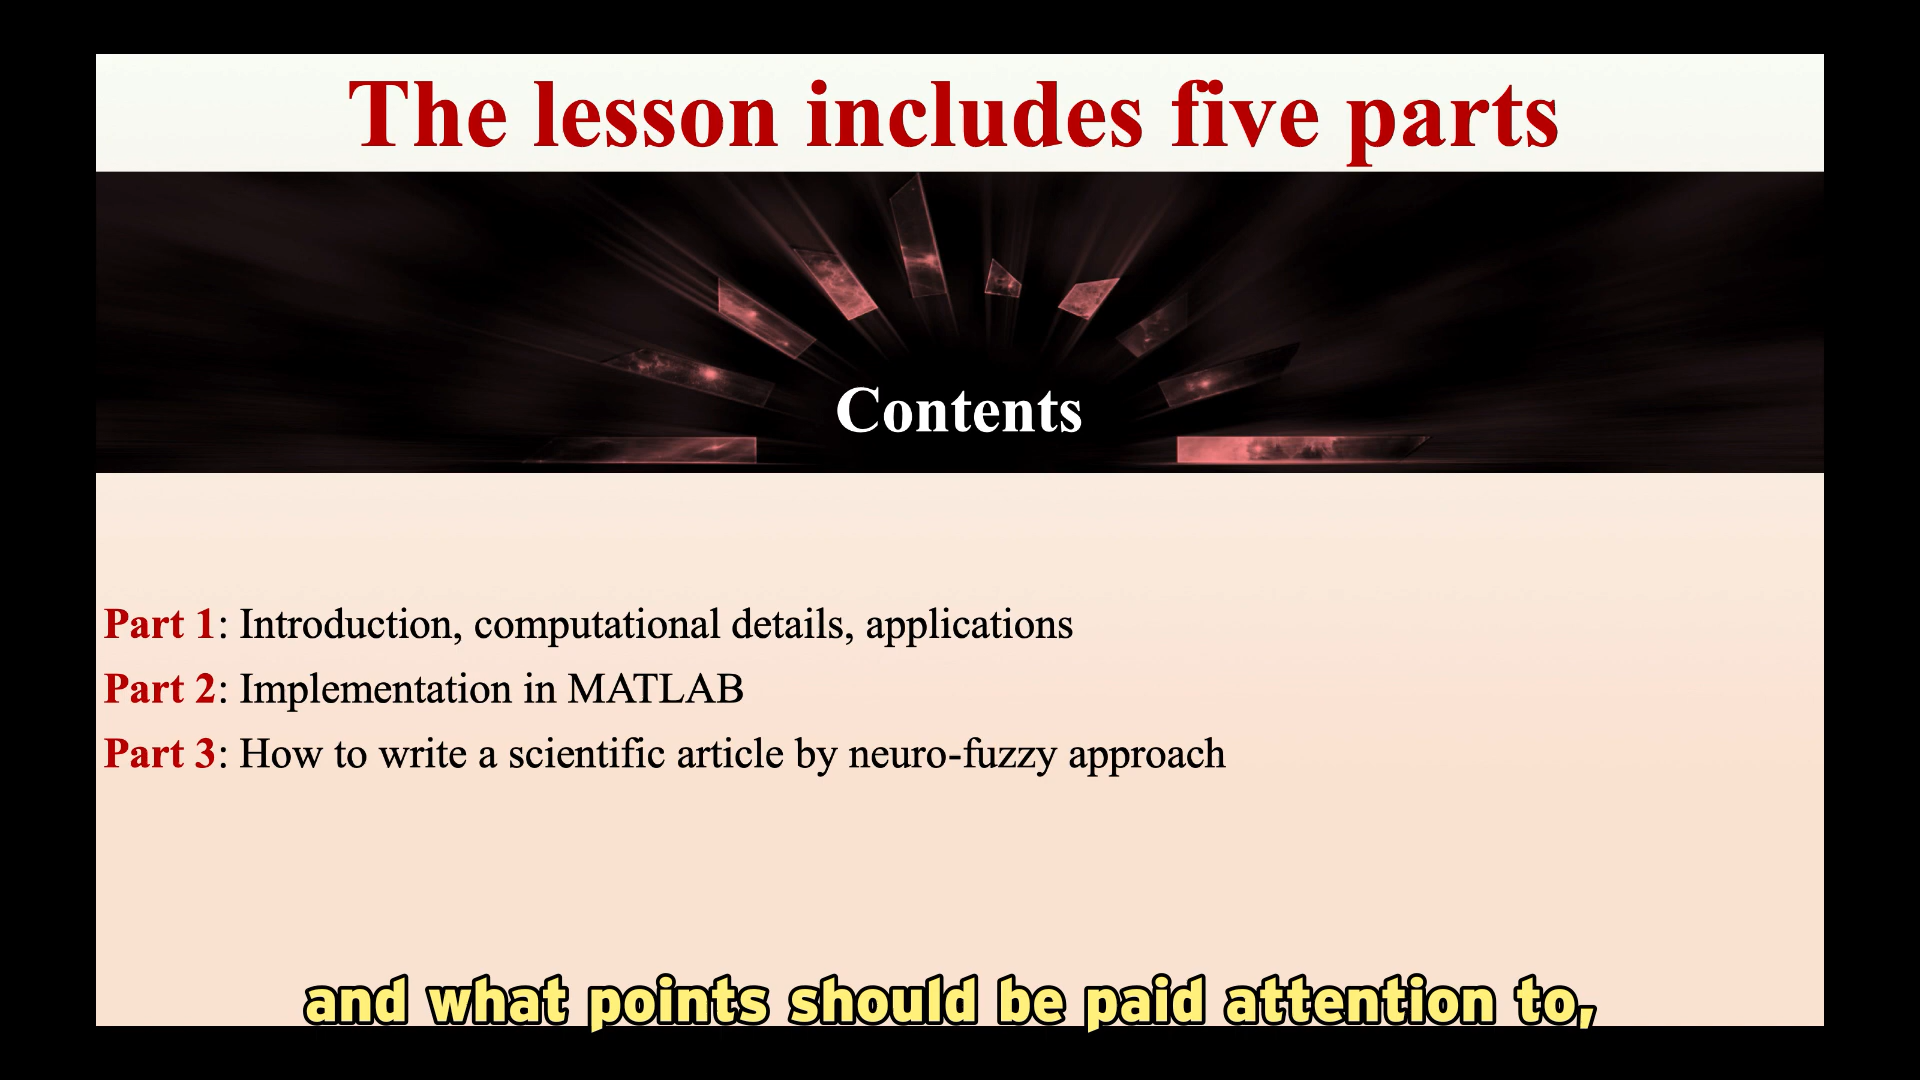 The lesson includes five parts
Contents
Part 1: Introduction, computational details, applications
Part 2: Implementation in MATLAB
Part 3: How to write a scientific article by neuro-fuzzy approach
and what points should be paid attention to,